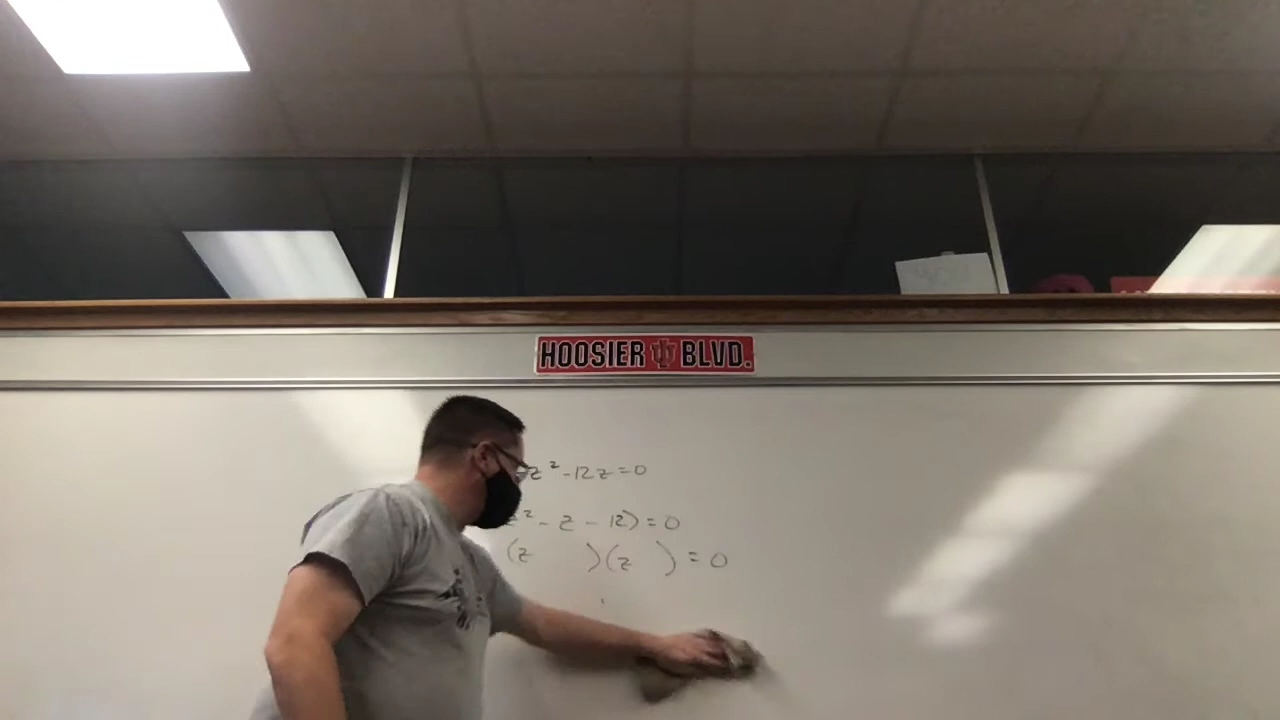 HOOSIER BLVD.
-z²-12z=0
z²-z-12)=0
(z )(z )=0